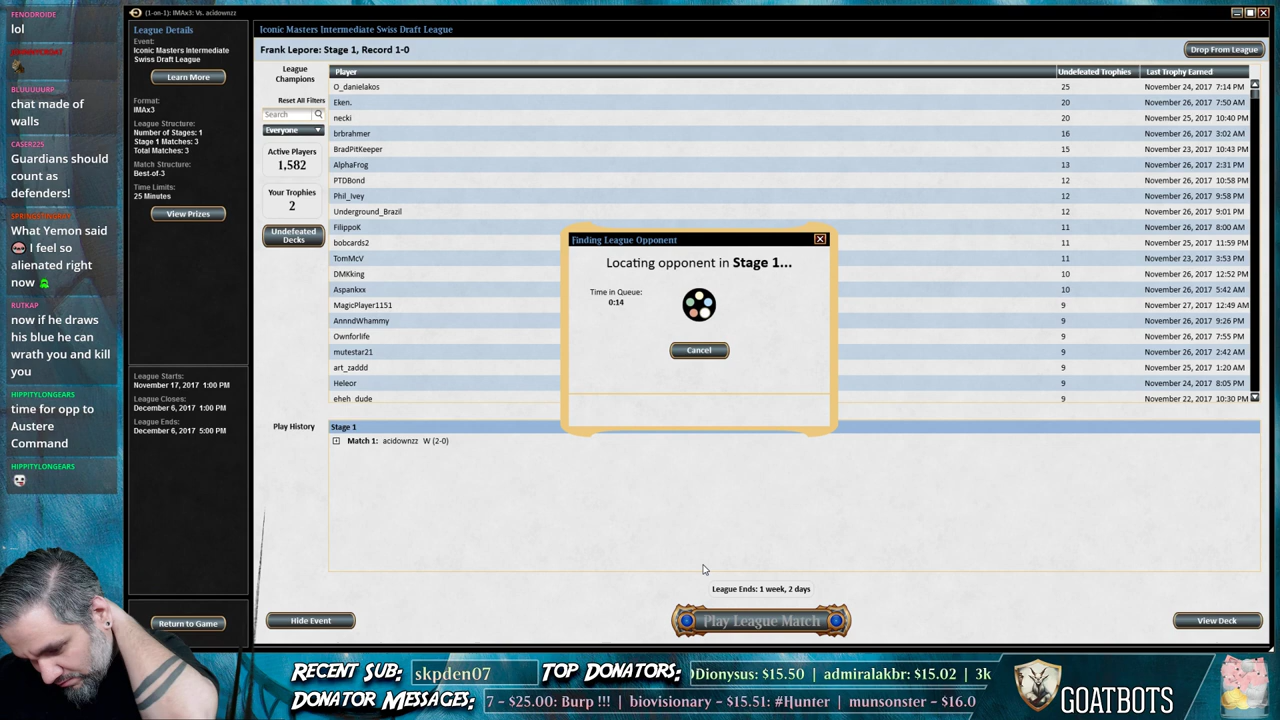 FENODROIDE
lol
BLUUUUURP
chat made of
walls
CASER225
Guardians should
count as
defenders!
What Yemon said
I feel so
alienated right
now
RUTKAP
now if he draws
his blue he can
wrath you and kill
you
HIPPITYLONGEARS
time for opp to
Austere
Command
HIPPITYLONGEARS
(1-on-1): IMAx3: Vs. acidownzz
League Details
Event:
Iconic Masters Intermediate
Swiss Draft League
Learn More
Format:
IMAx3
League Structure:
Number of Stages: 1
Stage 1 Matches: 3
Total Matches: 3
Match Structure:
Best-of-3
Time Limits:
25 Minutes
View Prizes
League Starts:
November 17, 2017 1:00 PM
League Closes:
December 6, 2017 1:00 PM
League Ends:
December 6, 2017 5:00 PM
Return to Game
Iconic Masters Intermediate Swiss Draft League
Frank Lepore: Stage 1, Record 1-0
Drop From League
League
Champions
Reset All Filters
Search
Everyone
Active Players
1,582
Your Trophies
2
Undefeated
Decks
Player Undefeated Trophies Last Trophy Earned
O_danielakos 25 November 24, 2017 7:14 PM
Eken. 20 November 26, 2017 7:50 AM
necki 20 November 25, 2017 10:40 PM
brbrahmer 16 November 26, 2017 3:02 AM
BradPitKeeper 15 November 23, 2017 10:43 PM
AlphaFrog 13 November 26, 2017 2:31 PM
PTDBond 12 November 26, 2017 10:58 PM
Phil_Ivey 12 November 26, 2017 9:58 PM
Underground_Brazil 12 November 26, 2017 9:01 PM
FilippoK 11 November 26, 2017 8:00 AM
bobcards2 11 November 25, 2017 11:59 PM
TomMcV 11 November 23, 2017 3:53 PM
DMKking 10 November 26, 2017 12:52 PM
Aspankxx 10 November 26, 2017 5:42 AM
MagicPlayer1151 9 November 27, 2017 12:49 AM
AnnndWhammy 9 November 26, 2017 9:26 PM
Ownforlife 9 November 26, 2017 7:55 PM
mutestar21 9 November 26, 2017 2:42 AM
art_zaddd 9 November 25, 2017 1:20 AM
Heleor 9 November 24, 2017 8:05 PM
eheh_dude 9 November 22, 2017 10:30 PM
Finding League Opponent
Locating opponent in Stage 1...
Time in Queue:
0:14
Cancel
Play History
Stage 1
Match 1: acidownzz W (2-0)
League Ends: 1 week, 2 days
Hide Event
Play League Match
View Deck
RECENT SUB: skpden07 TOP DONATORS: Dionysus: $15.50 | admiralakbr: $15.02 | 3k
DONATOR MESSAGES: 7 - $25.00: Burp !!! | biovisionary - $15.51: #Hunter | munsonster - $16.0
GOATBOTS